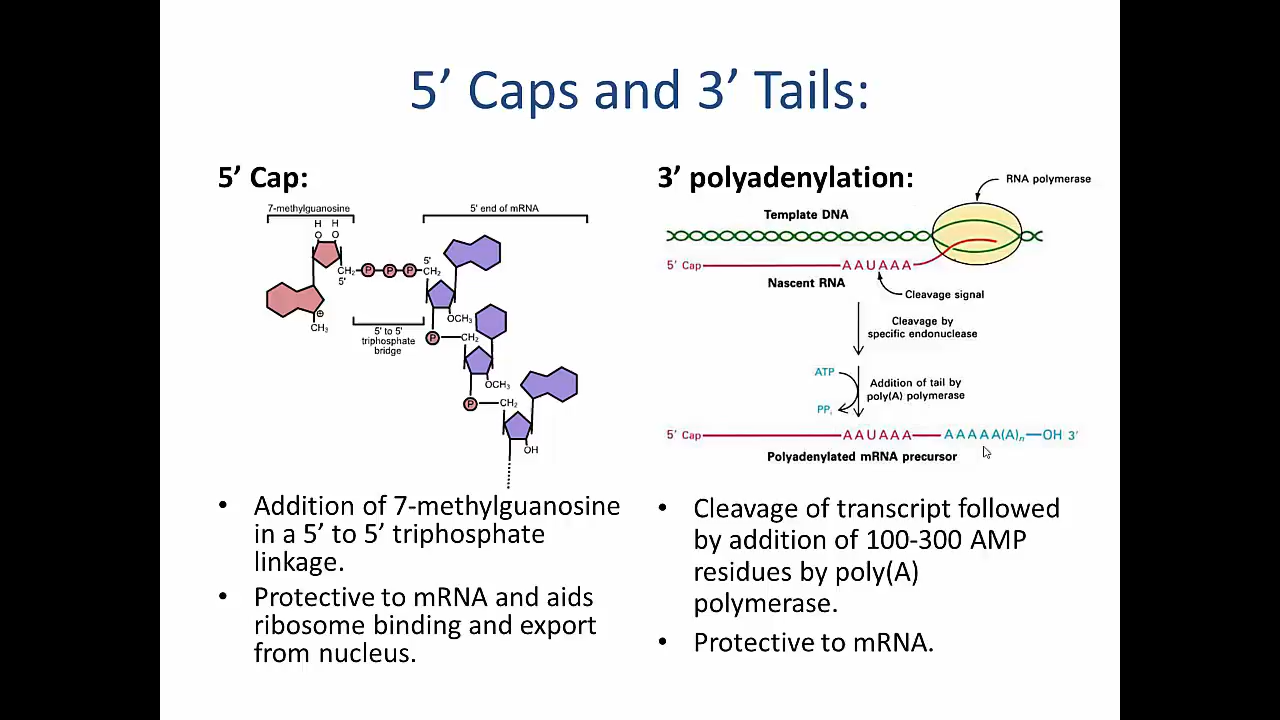 5’ Caps and 3’ Tails:
5’ Cap:
7-methylguanosine
5' end of mRNA
H H
O O
CH₂
5'
P P P
5'
CH₂
⊕
CH₃
5' to 5'
triphosphate
bridge
OCH₃
P
CH₂
OCH₃
P
CH₂
OH
• Addition of 7-methylguanosine
in a 5’ to 5’ triphosphate
linkage.
• Protective to mRNA and aids
ribosome binding and export
from nucleus.
3’ polyadenylation:
RNA polymerase
Template DNA
5' Cap
AAUAAA
Nascent RNA
Cleavage signal
Cleavage by
specific endonuclease
ATP
Addition of tail by
poly(A) polymerase
PPᵢ
5' Cap AAUAAA AAAAA(A)ₙ OH 3'
Polyadenylated mRNA precursor
• Cleavage of transcript followed
by addition of 100-300 AMP
residues by poly(A)
polymerase.
• Protective to mRNA.